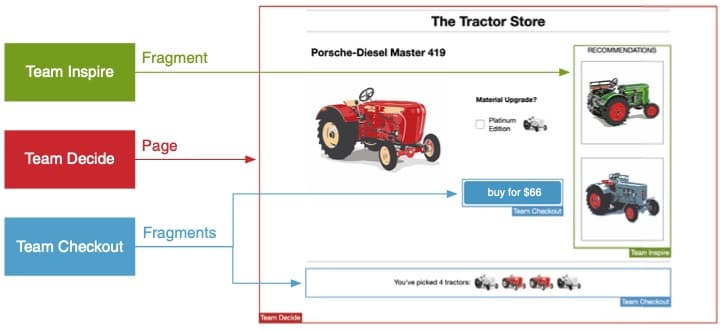 The Tractor Store
Fragment
Team Inspire
Porsche-Diesel Master 419
RECOMMENDATIONS
Material Upgrade?
Platinum
Edition
Page
Team Decide
buy for $66
Team Checkout
Fragments
Team Checkout
Team Inspire
You've picked 4 tractors:
Team Checkout
Team Decide